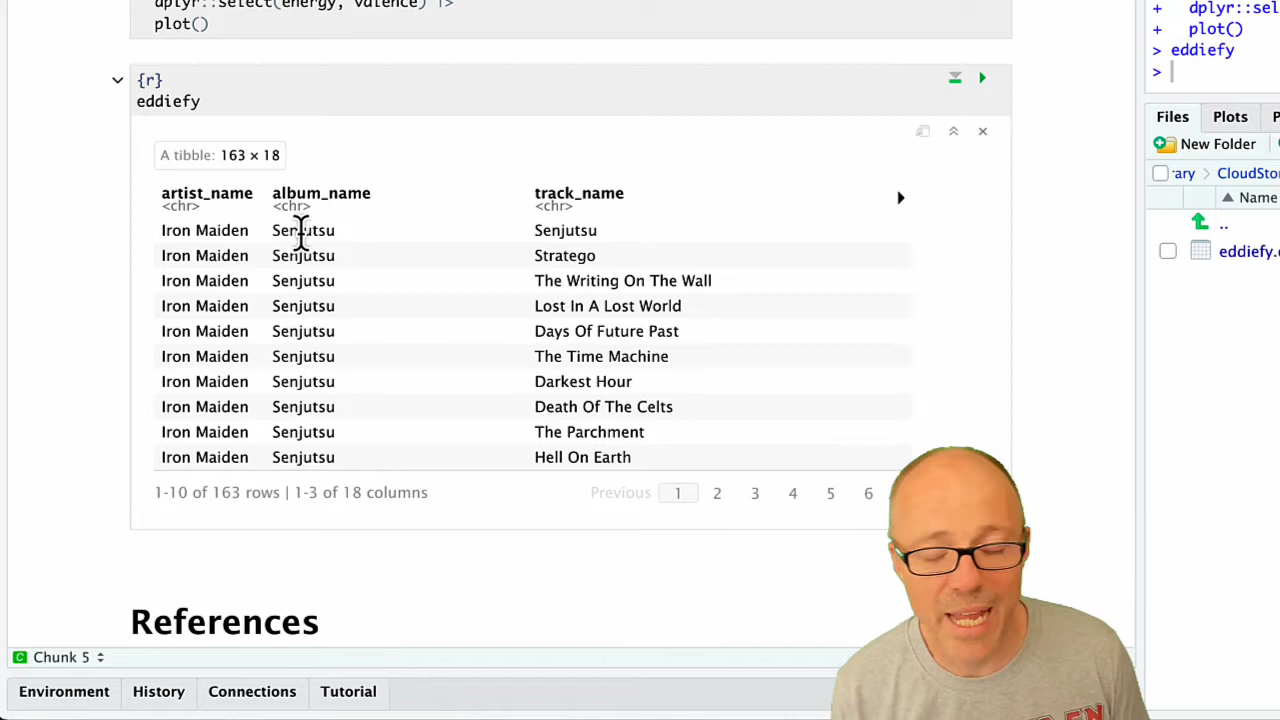 dplyr::select(energy, valence) |>
plot()
{r}
eddiefy
A tibble: 163 × 18
artist_name album_name track_name
<chr> <chr> <chr>
Iron Maiden Senjutsu Senjutsu
Iron Maiden Senjutsu Stratego
Iron Maiden Senjutsu The Writing On The Wall
Iron Maiden Senjutsu Lost In A Lost World
Iron Maiden Senjutsu Days Of Future Past
Iron Maiden Senjutsu The Time Machine
Iron Maiden Senjutsu Darkest Hour
Iron Maiden Senjutsu Death Of The Celts
Iron Maiden Senjutsu The Parchment
Iron Maiden Senjutsu Hell On Earth
1-10 of 163 rows | 1-3 of 18 columns Previous 1 2 3 4 5 6
References
Chunk 5
Environment History Connections Tutorial
+ dplyr::sel
+ plot()
> eddiefy
>
Files Plots P
New Folder
ary > CloudSto
Name
..
eddiefy.